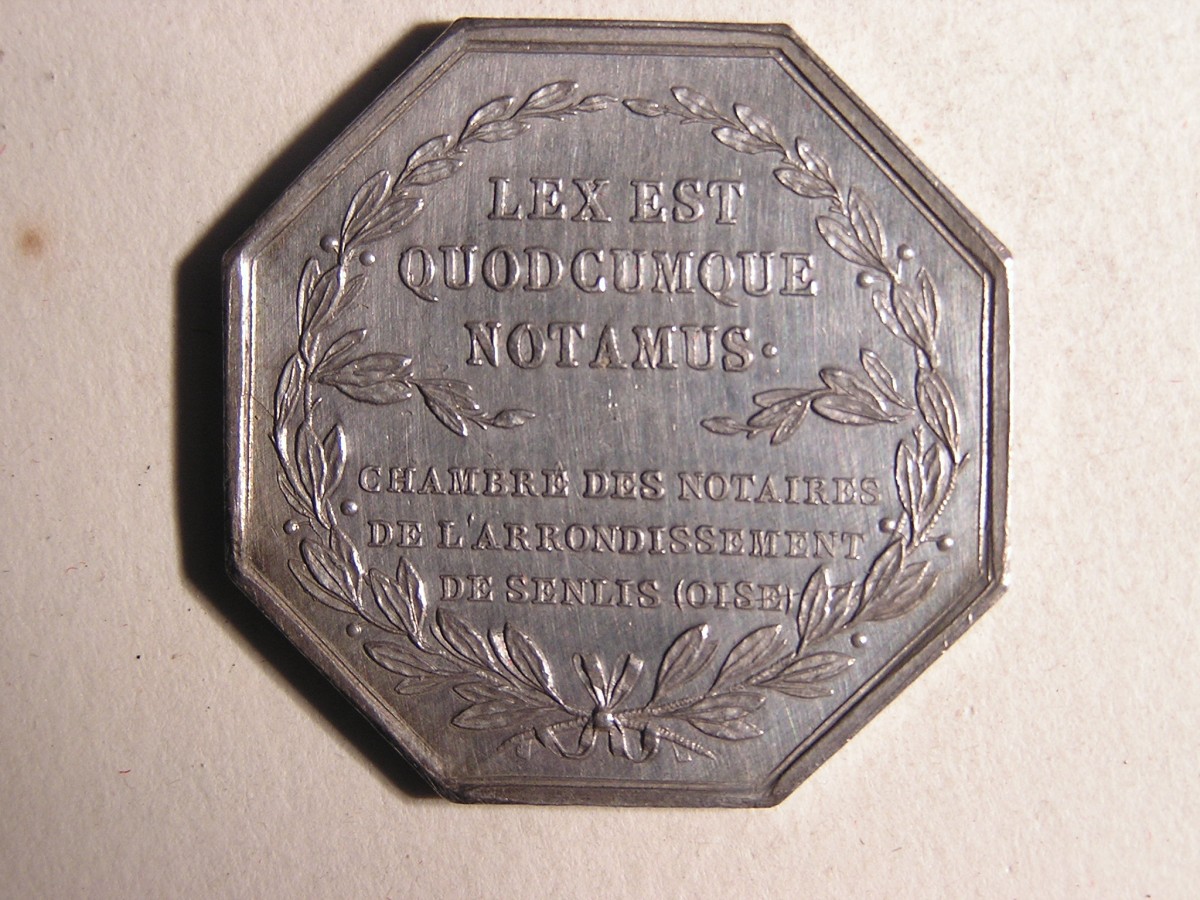 LEX EST
QUODCUMQUE
NOTAMUS.
CHAMBRE DES NOTAIRES
DE L'ARRONDISSEMENT
DE SENLIS (OISE)